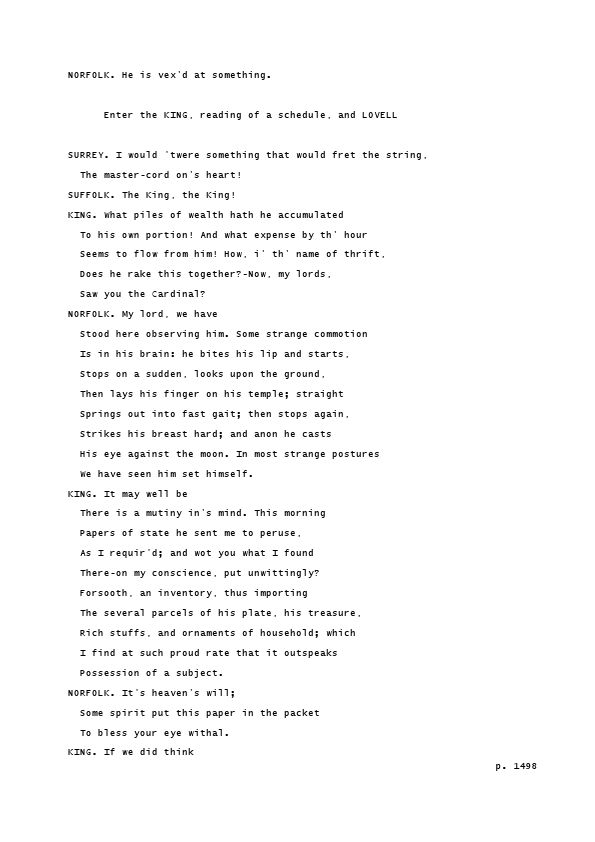 NORFOLK. He is vex'd at something.
Enter the KING, reading of a schedule, and LOVELL
SURREY. I would 'twere something that would fret the string,
The master-cord on's heart!
SUFFOLK. The King, the King!
KING. What piles of wealth hath he accumulated
To his own portion! And what expense by th' hour
Seems to flow from him! How, i' th' name of thrift,
Does he rake this together?-Now, my lords,
Saw you the Cardinal?
NORFOLK. My lord, we have
Stood here observing him. Some strange commotion
Is in his brain: he bites his lip and starts,
Stops on a sudden, looks upon the ground,
Then lays his finger on his temple; straight
Springs out into fast gait; then stops again,
Strikes his breast hard; and anon he casts
His eye against the moon. In most strange postures
We have seen him set himself.
KING. It may well be
There is a mutiny in's mind. This morning
Papers of state he sent me to peruse,
As I requir'd; and wot you what I found
There-on my conscience, put unwittingly?
Forsooth, an inventory, thus importing
The several parcels of his plate, his treasure,
Rich stuffs, and ornaments of household; which
I find at such proud rate that it outspeaks
Possession of a subject.
NORFOLK. It's heaven's will;
Some spirit put this paper in the packet
To bless your eye withal.
KING. If we did think
p. 1498